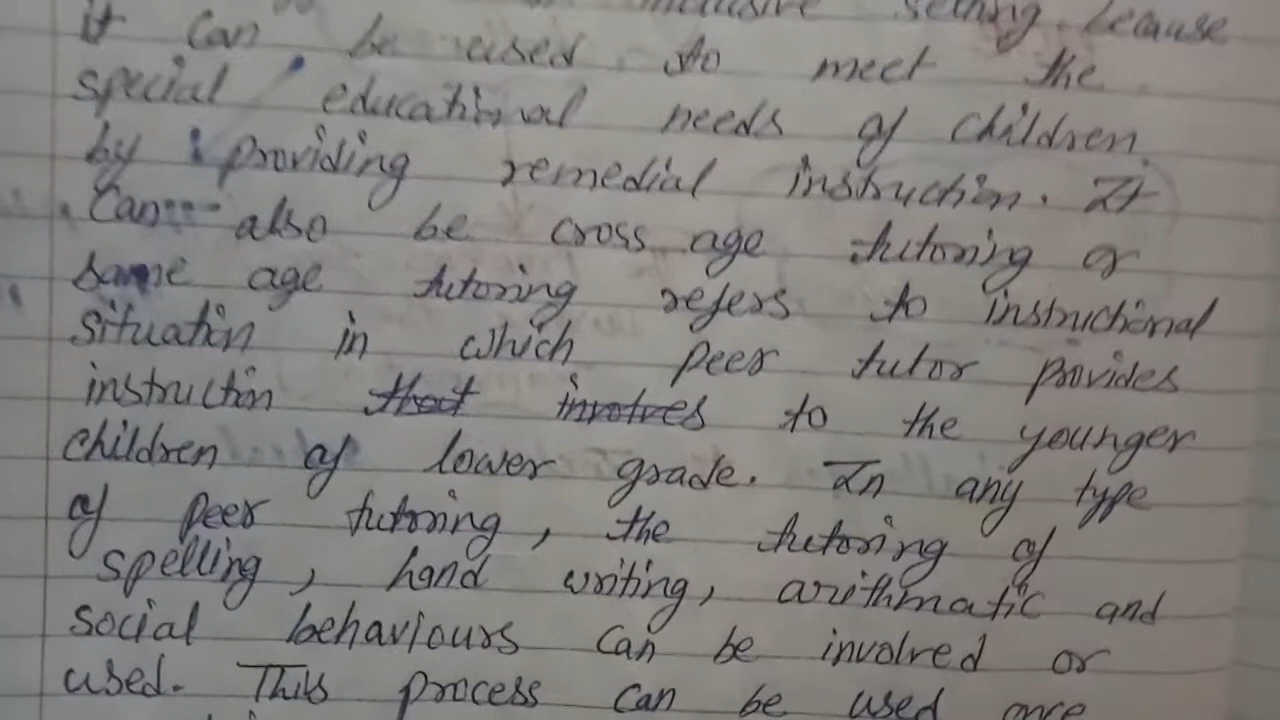 inclusive setting because
it can be used to meet the
special educational needs of children
by providing remedial instruction. It
can also be cross age tutoring or
same age tutoring refers to instructional
situation in which peer tutor provides
instruction that involves to the younger
children of lower grade. In any type
of peer tutoring, the tutoring of
spelling, hand writing, arithmatic and
social behaviours can be involved or
used. This process can be used once